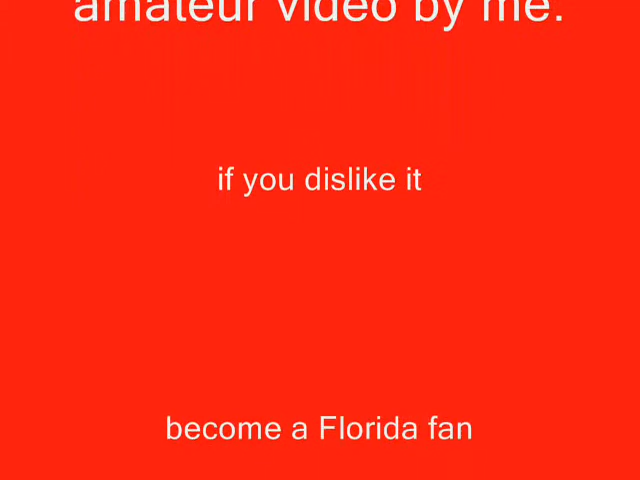 amateur video by me.
if you dislike it
become a Florida fan